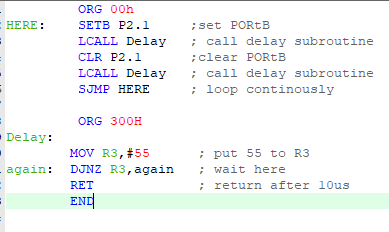 ORG 00h
HERE: SETB P2.1 ;set PORtB
LCALL Delay ; call delay subroutine
CLR P2.1 ;clear PORtB
LCALL Delay ; call delay subroutine
SJMP HERE ; loop continously
ORG 300H
Delay:
MOV R3,#55 ; put 55 to R3
again: DJNZ R3,again ; wait here
RET ; return after 10us
END